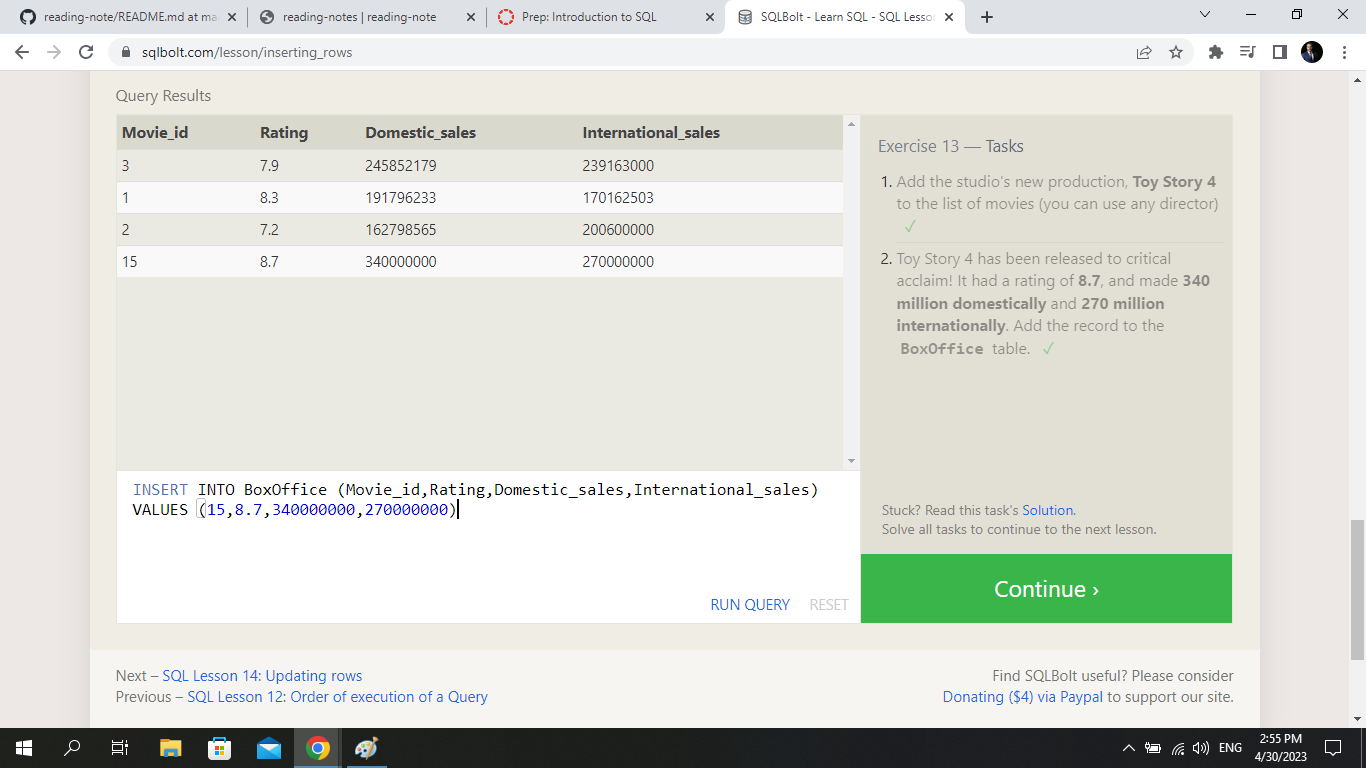 reading-note/README.md at ma
reading-notes | reading-note
Prep: Introduction to SQL
SQLBolt - Learn SQL - SQL Lesson
sqlbolt.com/lesson/inserting_rows
Query Results
Movie_id Rating Domestic_sales International_sales
3 7.9 245852179 239163000
1 8.3 191796233 170162503
2 7.2 162798565 200600000
15 8.7 340000000 270000000
Exercise 13 — Tasks
1. Add the studio's new production, Toy Story 4
to the list of movies (you can use any director)
✓
2. Toy Story 4 has been released to critical
acclaim! It had a rating of 8.7, and made 340
million domestically and 270 million
internationally. Add the record to the
BoxOffice table. ✓
INSERT INTO BoxOffice (Movie_id,Rating,Domestic_sales,International_sales)
VALUES (15,8.7,340000000,270000000)
RUN QUERY RESET
Stuck? Read this task's Solution.
Solve all tasks to continue to the next lesson.
Continue ›
Next – SQL Lesson 14: Updating rows
Previous – SQL Lesson 12: Order of execution of a Query
Find SQLBolt useful? Please consider
Donating ($4) via Paypal to support our site.
ENG
2:55 PM
4/30/2023